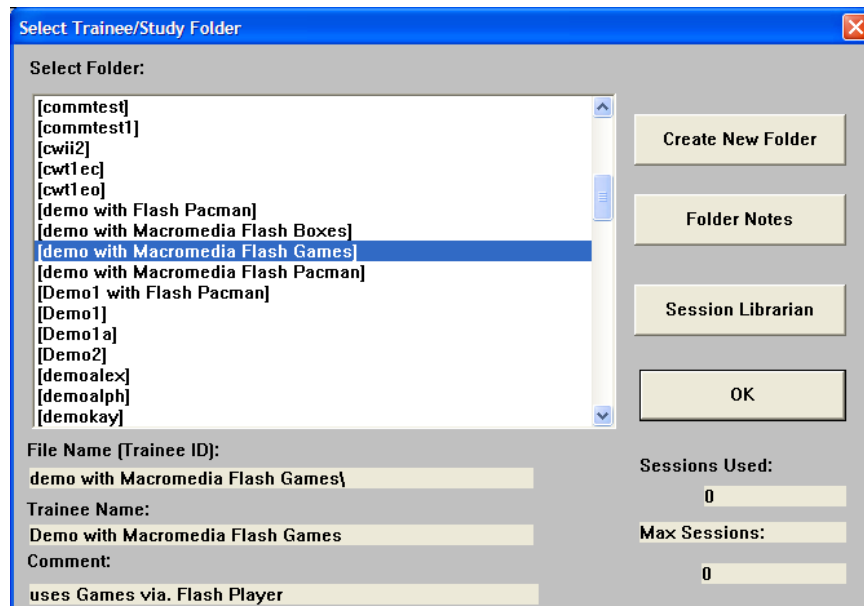 Select Trainee/Study Folder
Select Folder:
[commtest]
[commtest1]
[cwii2]
[cwt1ec]
[cwt1eo]
[demo with Flash Pacman]
[demo with Macromedia Flash Boxes]
[demo with Macromedia Flash Games]
[demo with Macromedia Flash Pacman]
[Demo1 with Flash Pacman]
[Demo1]
[Demo1a]
[Demo2]
[demoalex]
[demoalph]
[demokay]
Create New Folder
Folder Notes
Session Librarian
OK
File Name (Trainee ID):
demo with Macromedia Flash Games\
Trainee Name:
Demo with Macromedia Flash Games
Comment:
uses Games via. Flash Player
Sessions Used:
0
Max Sessions:
0